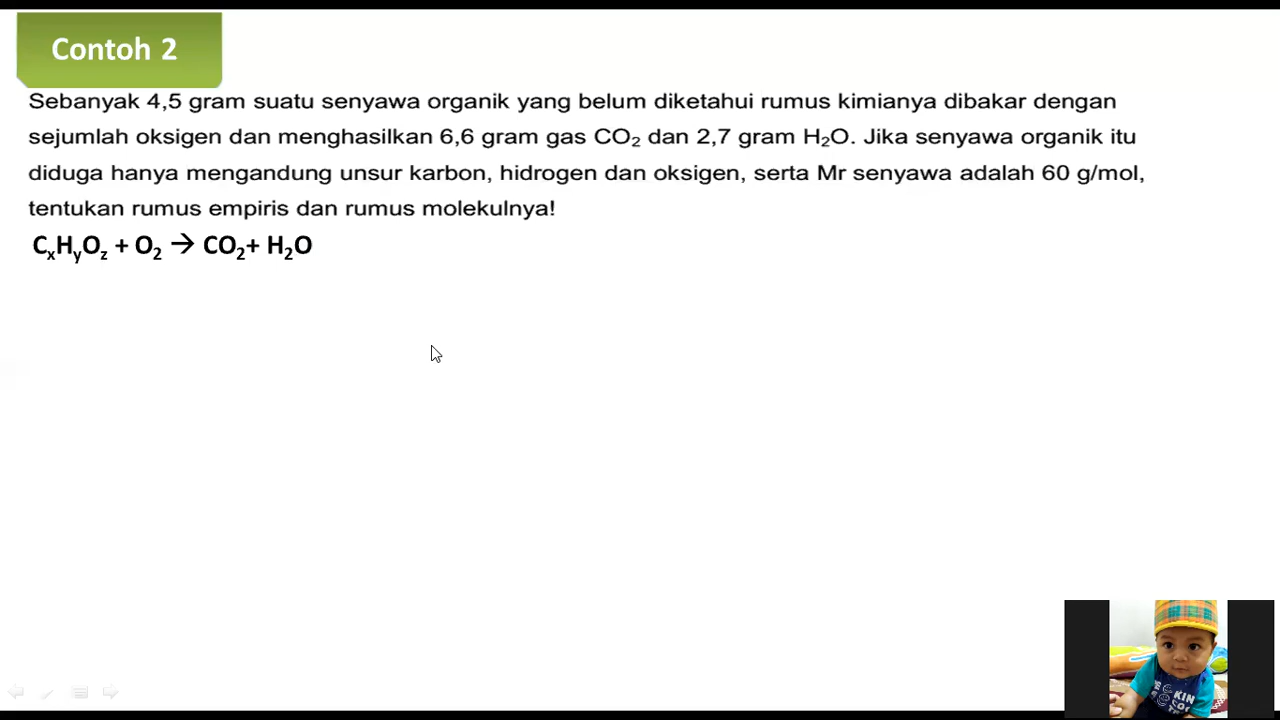 Contoh 2
Sebanyak 4,5 gram suatu senyawa organik yang belum diketahui rumus kimianya dibakar dengan
sejumlah oksigen dan menghasilkan 6,6 gram gas CO₂ dan 2,7 gram H₂O. Jika senyawa organik itu
diduga hanya mengandung unsur karbon, hidrogen dan oksigen, serta Mr senyawa adalah 60 g/mol,
tentukan rumus empiris dan rumus molekulnya!
CₓHᵧO_z + O₂ → CO₂+ H₂O